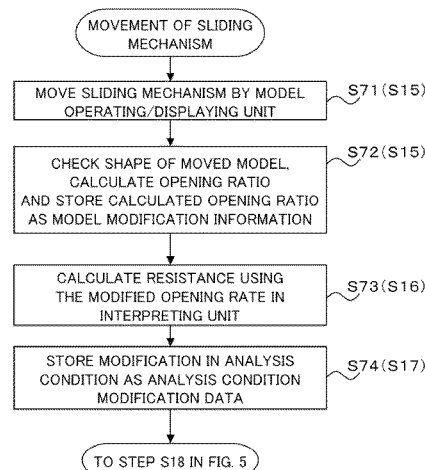 MOVEMENT OF SLIDING
MECHANISM
MOVE SLIDING MECHANISM BY MODEL
OPERATING/DISPLAYING UNIT
S71(S15)
CHECK SHAPE OF MOVED MODEL,
CALCULATE OPENING RATIO
AND STORE CALCULATED OPENING RATIO
AS MODEL MODIFICATION INFORMATION
S72(S15)
CALCULATE RESISTANCE USING
THE MODIFIED OPENING RATE IN
INTERPRETING UNIT
S73(S16)
STORE MODIFICATION IN ANALYSIS
CONDITION AS ANALYSIS CONDITION
MODIFICATION DATA
S74(S17)
TO STEP S18 IN FIG. 5